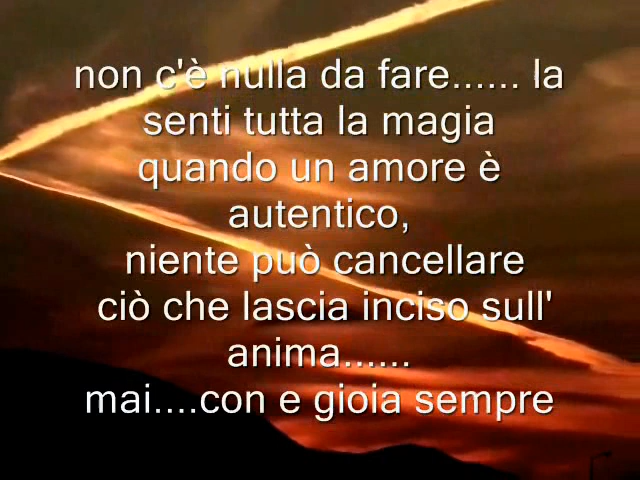 non c'è nulla da fare...... la
senti tutta la magia
quando un amore è
autentico,
niente può cancellare
ciò che lascia inciso sull'
anima......
mai....con e gioia sempre